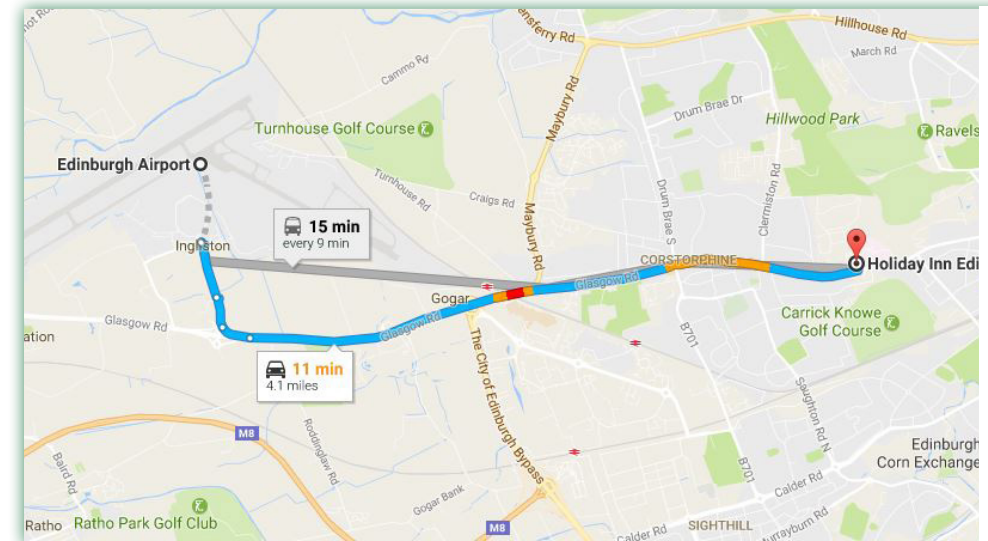 ensferry Rd
Hillhouse Rd
March Rd
Cammo Rd
Maybury Rd
Drum Brae Dr
Hillwood Park
Turnhouse Golf Course
Ravels
Edinburgh Airport
Turnhouse Rd
Craigs Rd
Drum Brae S
Clermiston Rd
Maybury Rd
15 min
every 9 min
Ingliston
CORSTORPHINE
Holiday Inn Edi
Glasgow Rd
Gogar
Carrick Knowe
Golf Course
Glasgow Rd
Glasgow Rd
ation
B701
11 min
4.1 miles
The City of Edinburgh Bypass
Saughton Rd N
Roddinglaw Rd
M8
Edinburgh
Corn Exchange
Baird Rd
B701
Calder Rd
Gogar Bank
Ratho
Ratho Park Golf Club
M8
Calder Rd
SIGHTHILL
Murrayburn Rd